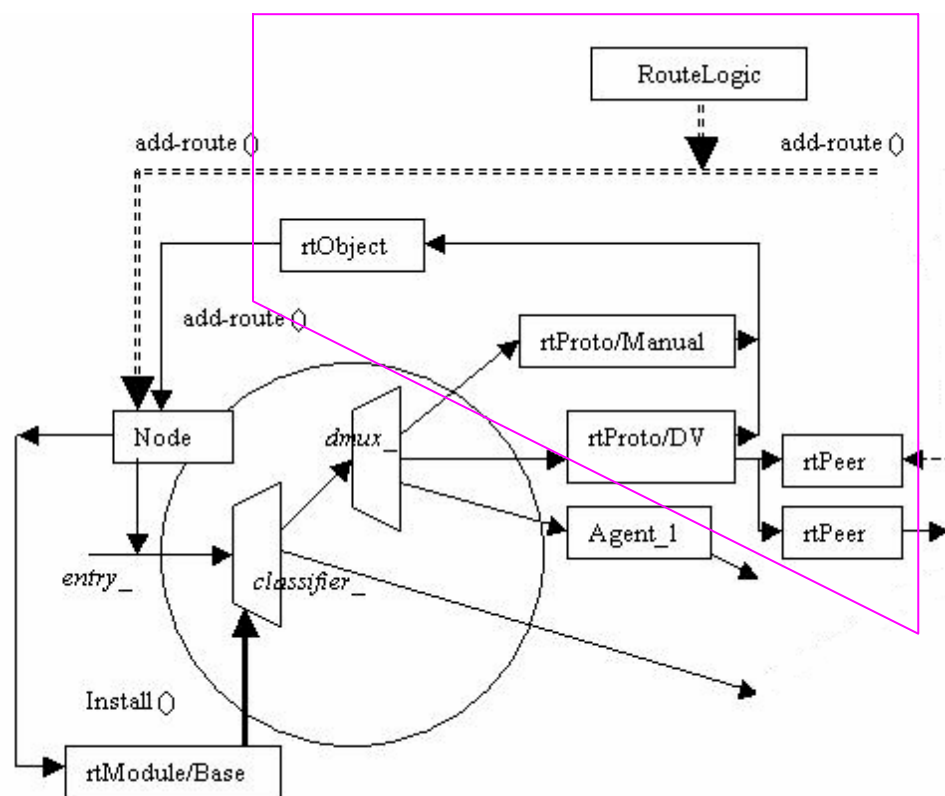 RouteLogic
add-route ()
add-route ()
rtObject
add-route ()
rtProto/Manual
Node
dmux_
rtProto/DV
rtPeer
Agent_1
rtPeer
entry_
classifier_
Install ()
rtModule/Base